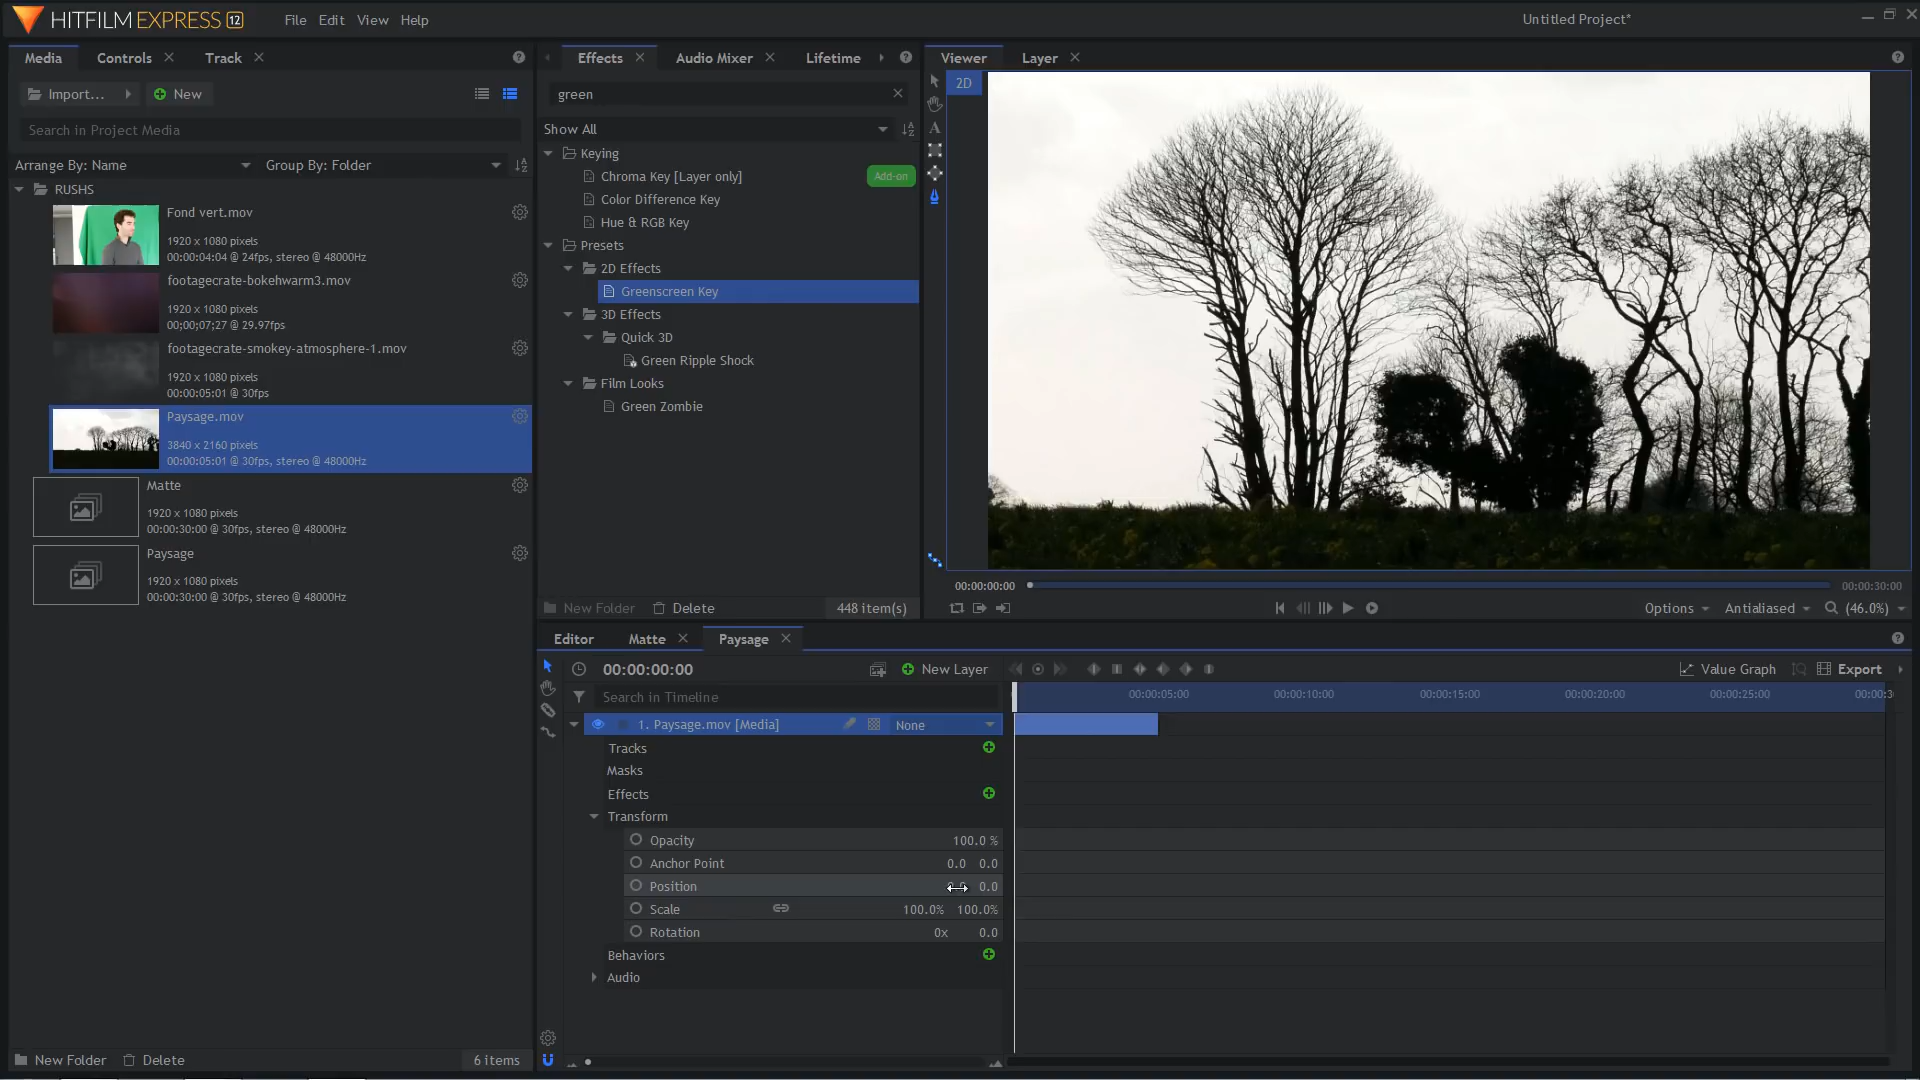 HITFILM EXPRESS 12
File Edit View Help
Untitled Project*
Media Controls Track
Import... New
Search in Project Media
Arrange By: Name Group By: Folder
RUSHS
Fond vert.mov
1920 x 1080 pixels
00:00:04:04 @ 24fps, stereo @ 48000Hz
footagecrate-bokehwarm3.mov
1920 x 1080 pixels
00;00;07;27 @ 29.97fps
footagecrate-smokey-atmosphere-1.mov
1920 x 1080 pixels
00:00:05:01 @ 30fps
Paysage.mov
3840 x 2160 pixels
00:00:05:01 @ 30fps, stereo @ 48000Hz
Matte
1920 x 1080 pixels
00:00:30:00 @ 30fps, stereo @ 48000Hz
Paysage
1920 x 1080 pixels
00:00:30:00 @ 30fps, stereo @ 48000Hz
New Folder Delete 6 items
Effects Audio Mixer Lifetime
green
Show All
Keying
Chroma Key [Layer only] Add-on
Color Difference Key
Hue & RGB Key
Presets
2D Effects
Greenscreen Key
3D Effects
Quick 3D
Green Ripple Shock
Film Looks
Green Zombie
New Folder Delete 448 item(s)
Viewer Layer
2D
A
00:00:00:00 00:00:30:00
Options Antialiased (46.0%)
Editor Matte Paysage
00:00:00:00 New Layer Value Graph Export
Search in Timeline
00:00:05:00 00:00:10:00 00:00:15:00 00:00:20:00 00:00:25:00 00:00:3
1. Paysage.mov [Media] None
Tracks
Masks
Effects
Transform
Opacity 100.0 %
Anchor Point 0.0 0.0
Position 0.0
Scale 100.0% 100.0%
Rotation 0x 0.0
Behaviors
Audio